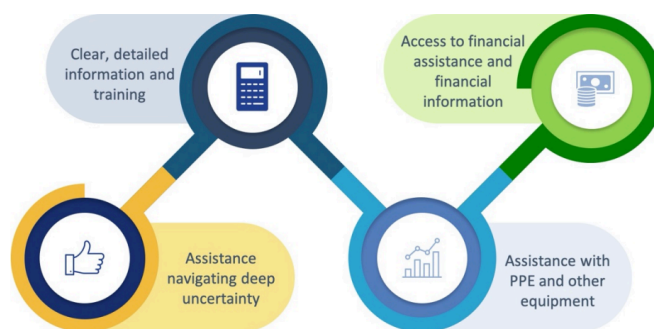 Clear, detailed
information and
training
Access to financial
assistance and
financial
information
Assistance
navigating deep
uncertainty
Assistance with
PPE and other
equipment